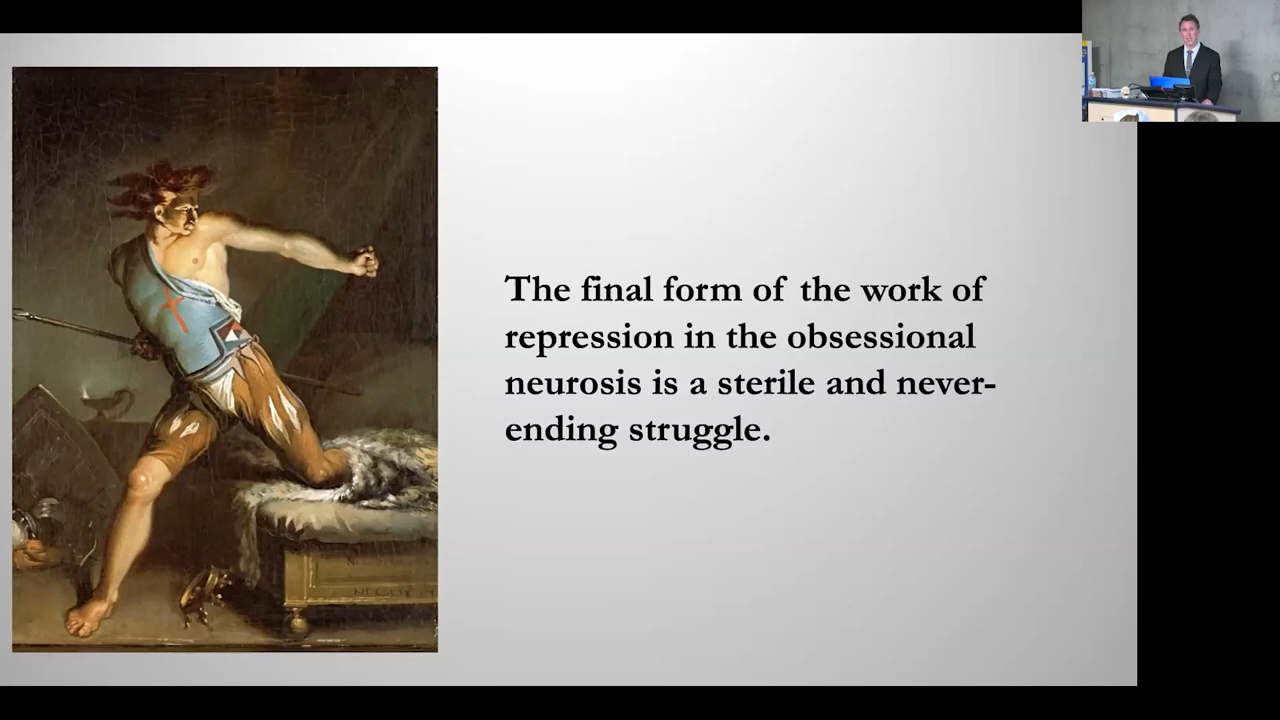 The final form of the work of
repression in the obsessional
neurosis is a sterile and never-
ending struggle.